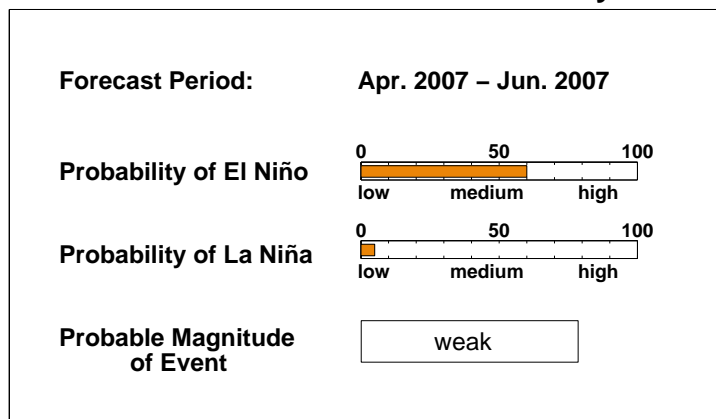 Forecast Period: Apr. 2007 – Jun. 2007
0 50 100
Probability of El Niño
low medium high
0 50 100
Probability of La Niña
low medium high
Probable Magnitude
of Event
weak